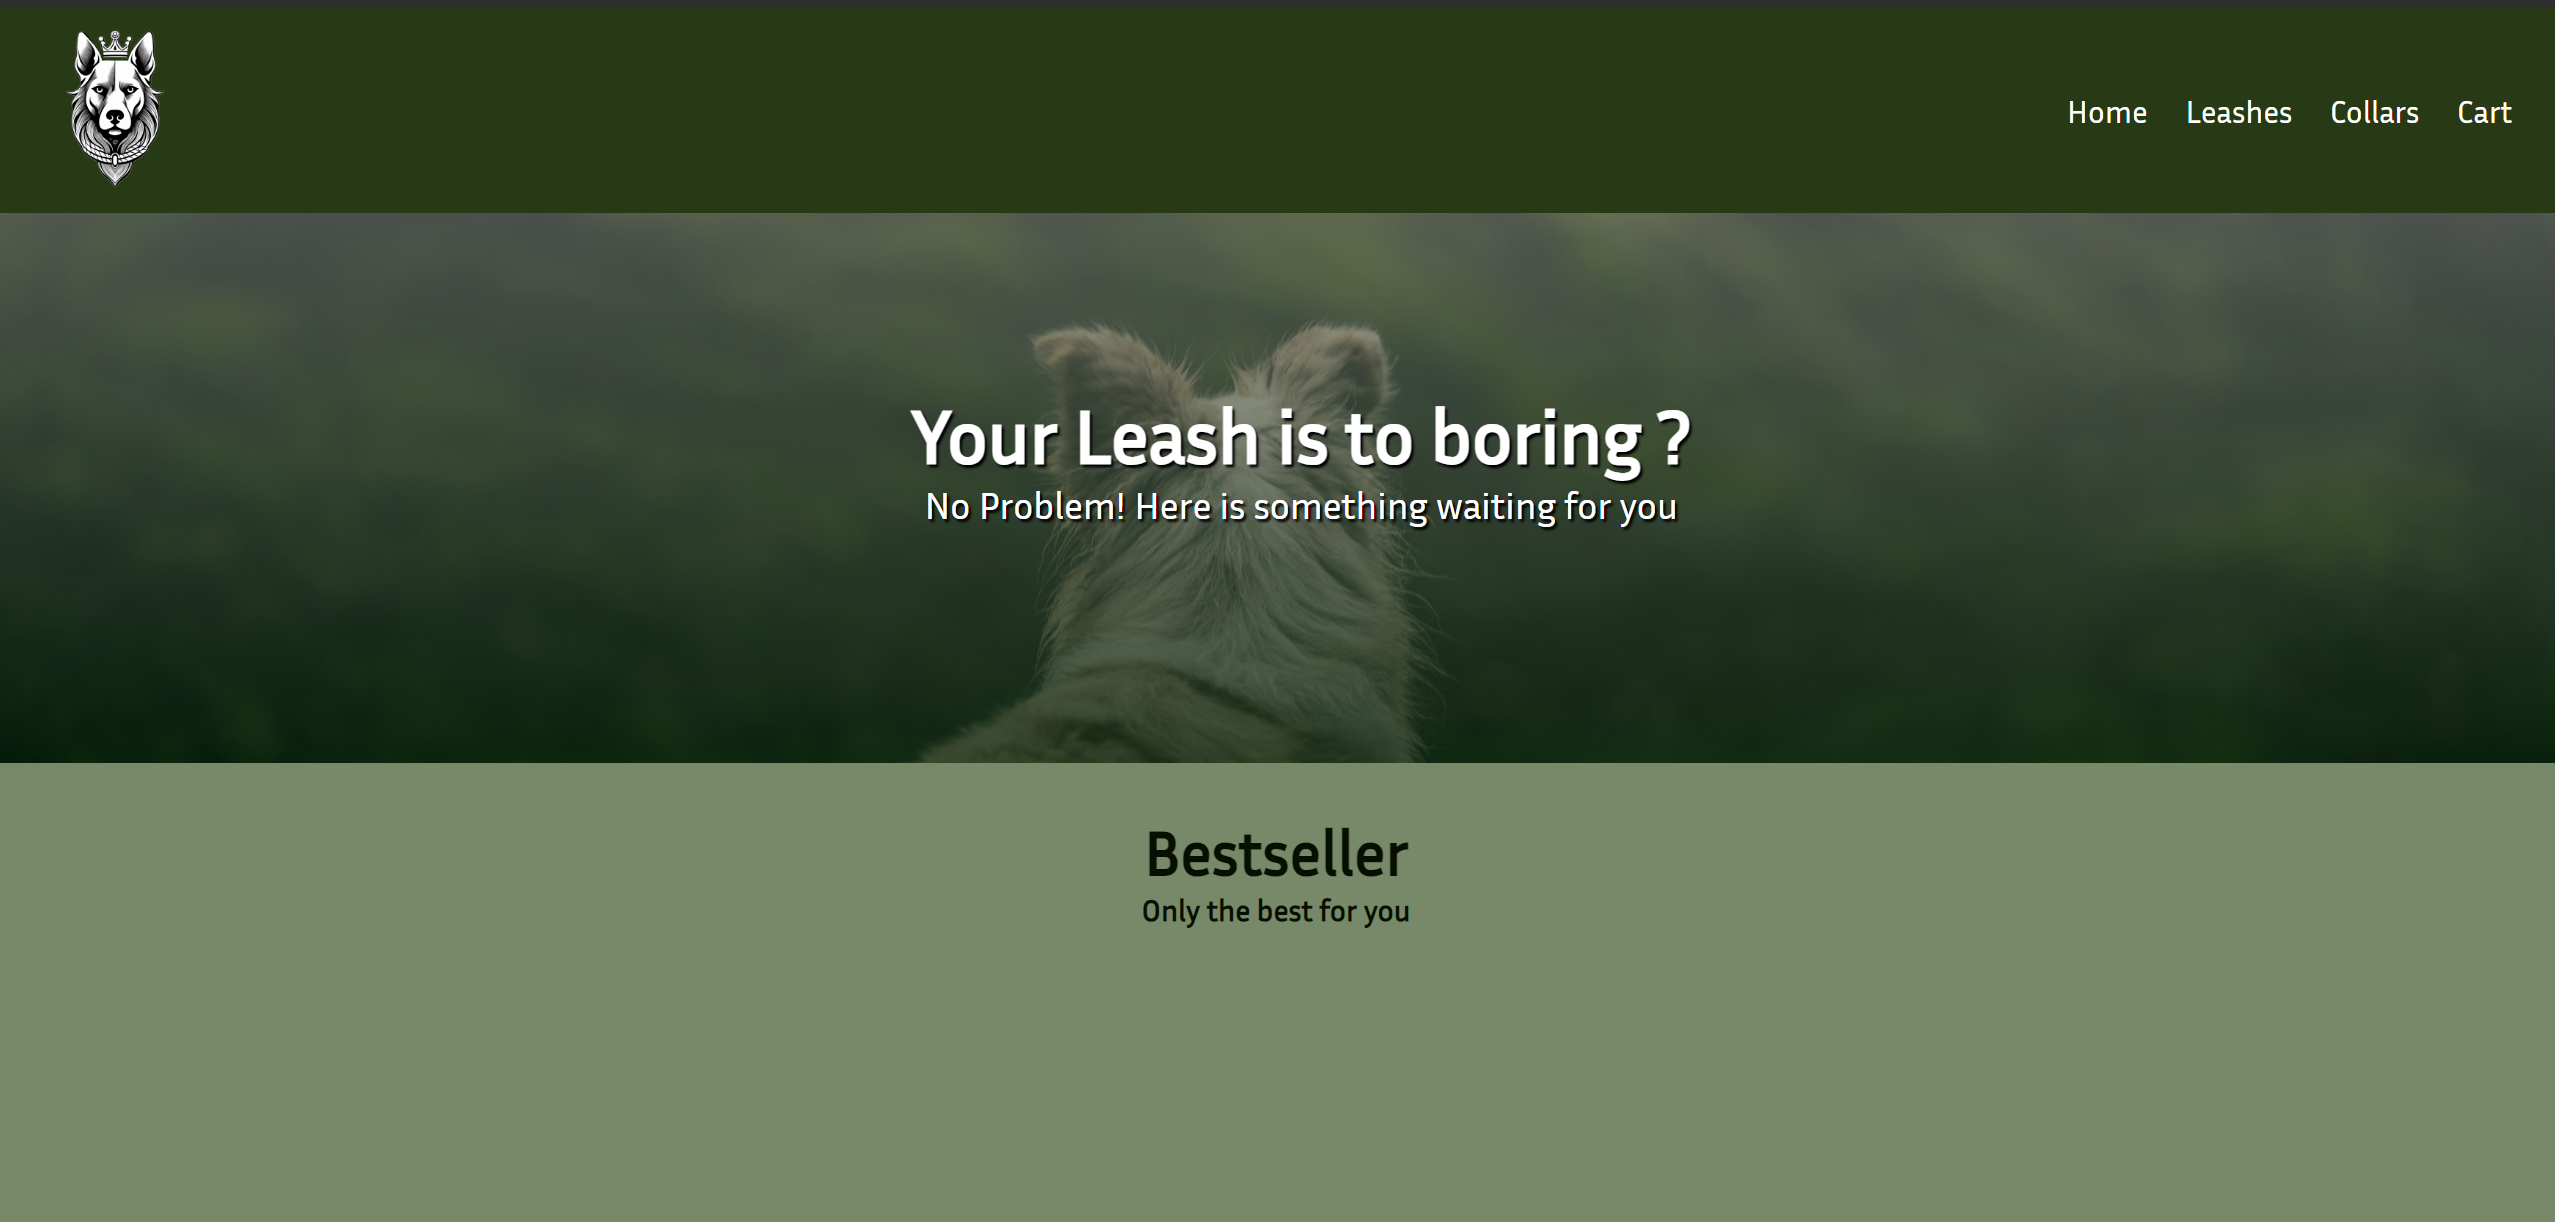 Home Leashes Collars Cart
Your Leash is to boring ?
No Problem! Here is something waiting for you
Bestseller
Only the best for you